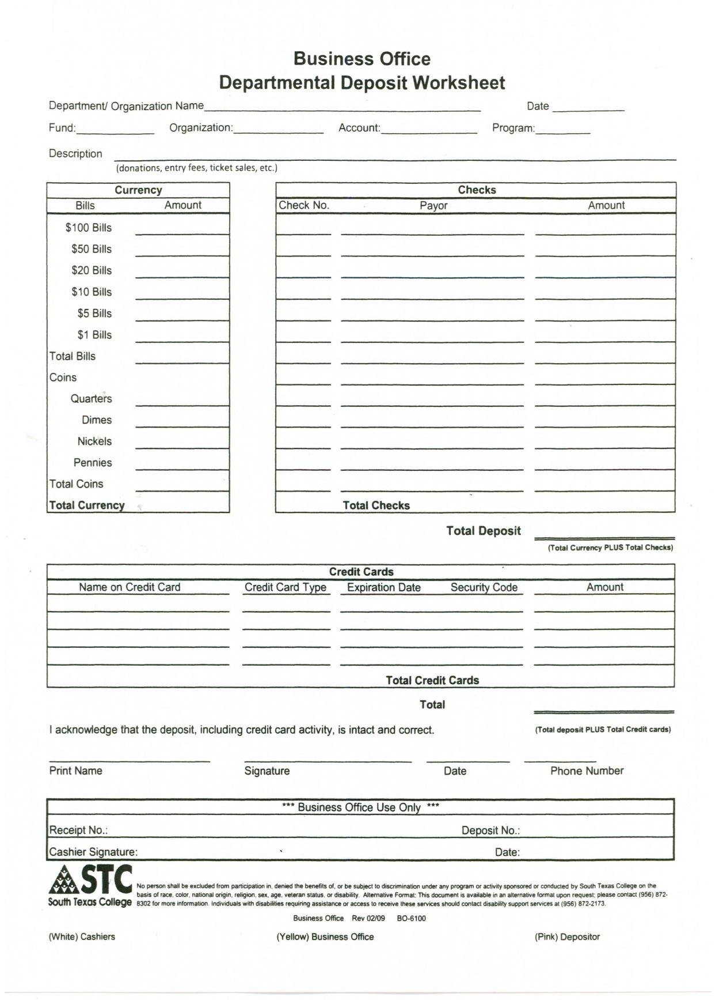 Business Office
Departmental Deposit Worksheet
Department/ Organization Name Date
Fund: Organization: Account: Program:
Description
(donations, entry fees, ticket sales, etc.)
Currency Checks
Bills Amount Check No. Payor Amount
$100 Bills
$50 Bills
$20 Bills
$10 Bills
$5 Bills
$1 Bills
Total Bills
Coins
Quarters
Dimes
Nickels
Pennies
Total Coins
Total Currency Total Checks
Total Deposit
(Total Currency PLUS Total Checks)
Credit Cards
Name on Credit Card Credit Card Type Expiration Date Security Code Amount
Total Credit Cards
Total
I acknowledge that the deposit, including credit card activity, is intact and correct. (Total deposit PLUS Total Credit cards)
Print Name Signature Date Phone Number
*** Business Office Use Only ***
Receipt No.: Deposit No.:
Cashier Signature: Date:
STC
South Texas College
No person shall be excluded from participation in, denied the benefits of, or be subject to discrimination under any program or activity sponsored or conducted by South Texas College on the
basis of race, color, national origin, religion, sex, age, veteran status, or disability. Alternative Format: This document is available in an alternative format upon request; please contact (956) 872-
8302 for more information. Individuals with disabilities requiring assistance or access to receive these services should contact disability support services at (956) 872-2173.
Business Office Rev 02/09 BO-6100
(White) Cashiers (Yellow) Business Office (Pink) Depositor